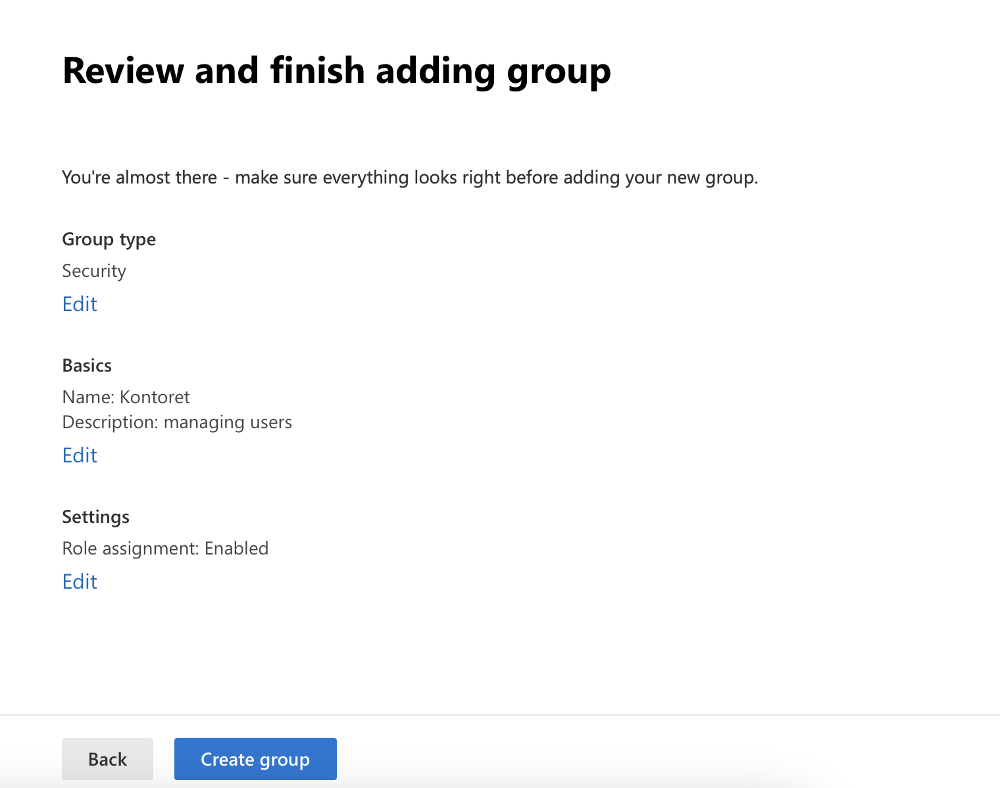 Review and finish adding group
You're almost there - make sure everything looks right before adding your new group.
Group type
Security
Edit
Basics
Name: Kontoret
Description: managing users
Edit
Settings
Role assignment: Enabled
Edit
Back
Create group